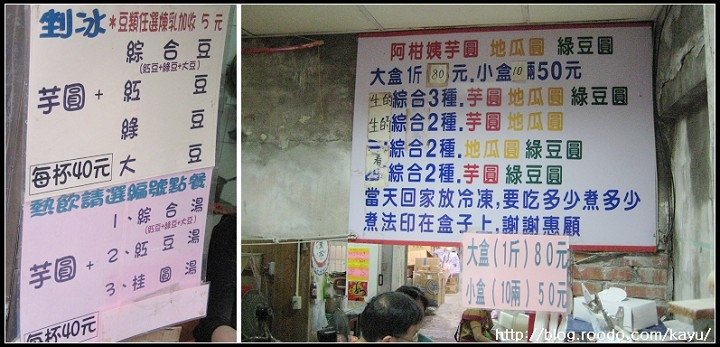 剉冰 *豆類任選煉乳加收5元
綜合豆
(紅豆+綠豆+大豆)
芋圓+紅豆
綠豆
大豆
每杯40元
熱飲請選編號點餐
1、綜合湯
(紅豆+綠豆+大豆)
芋圓+2、紅豆湯
3、桂圓湯
每杯40元
阿柑姨芋圓 地瓜圓 綠豆圓
大盒1斤80元.小盒10兩50元
生的綜合3種.芋圓 地瓜圓 綠豆圓
生的綜合2種.芋圓 地瓜圓
綜合2種.地瓜圓 綠豆圓
綜合2種.芋圓 綠豆圓
當天回家放冷凍,要吃多少煮多少
煮法印在盒子上,謝謝惠顧
大盒(1斤)80元
小盒(10兩)50元
http://blog.roodo.com/kayu/